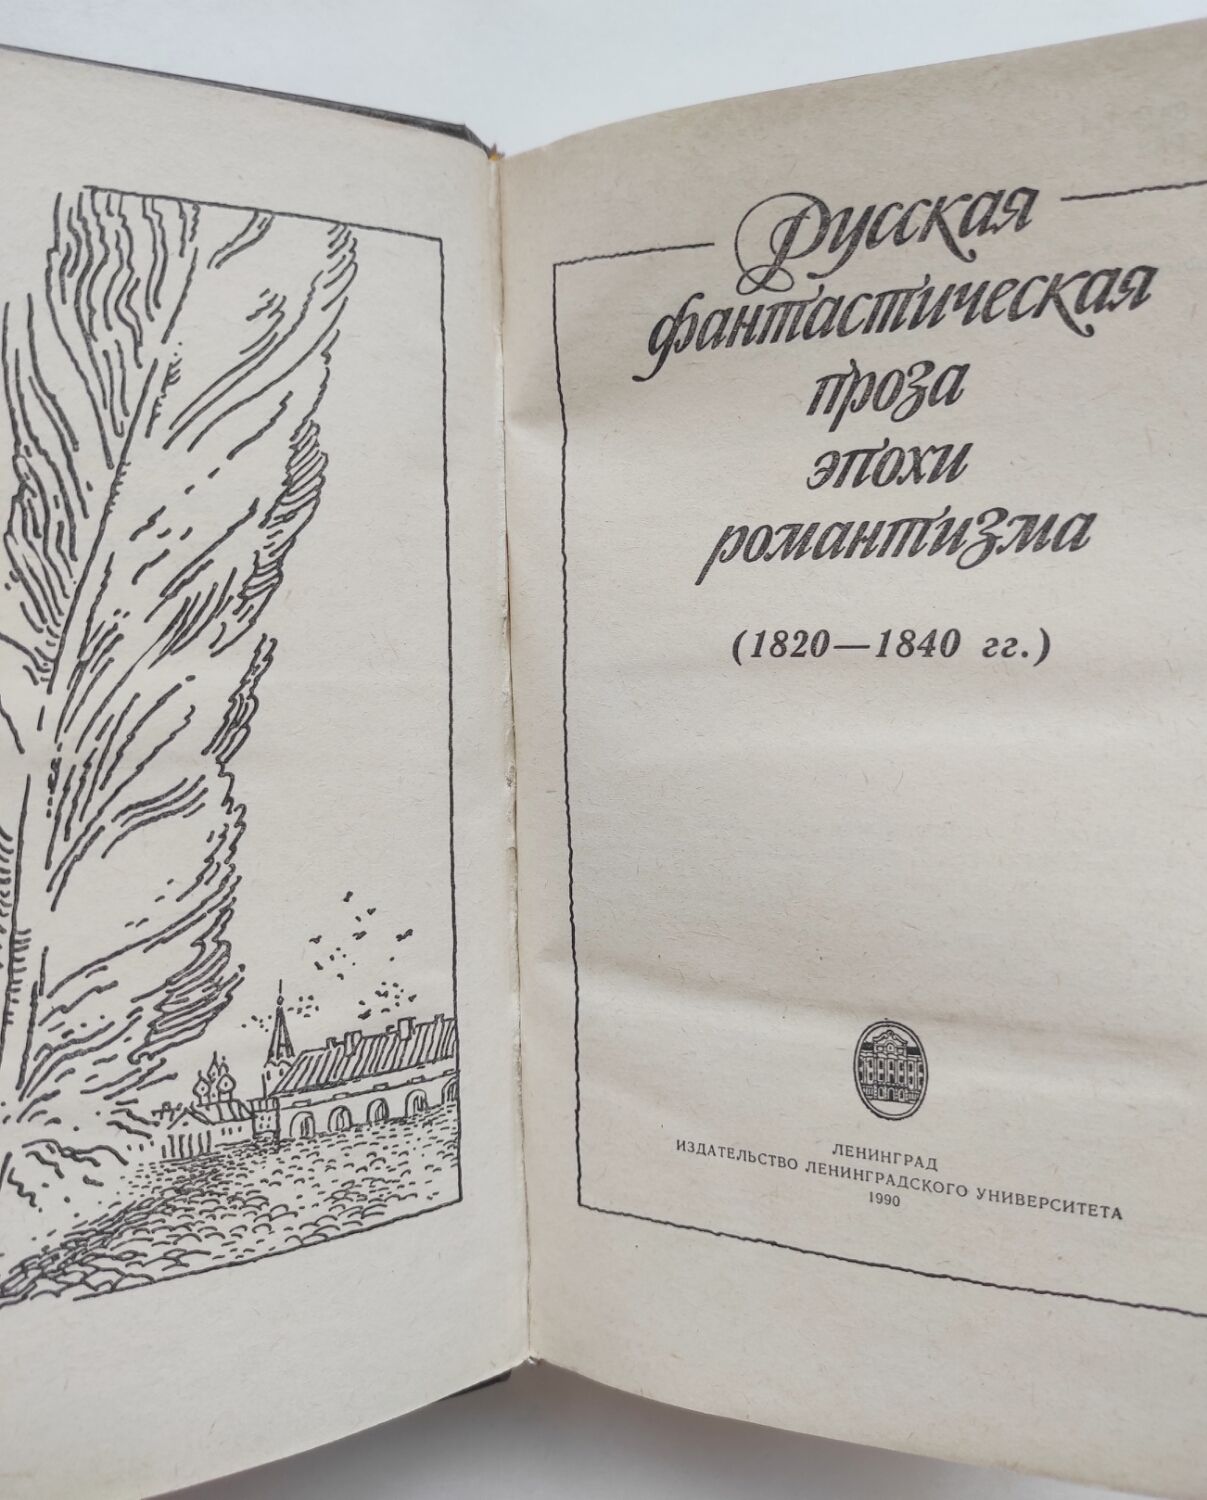 Русская
фантастическая
проза
эпохи
романтизма
(1820—1840 гг.)
ЛЕНИНГРАД
ИЗДАТЕЛЬСТВО ЛЕНИНГРАДСКОГО УНИВЕРСИТЕТА
1990